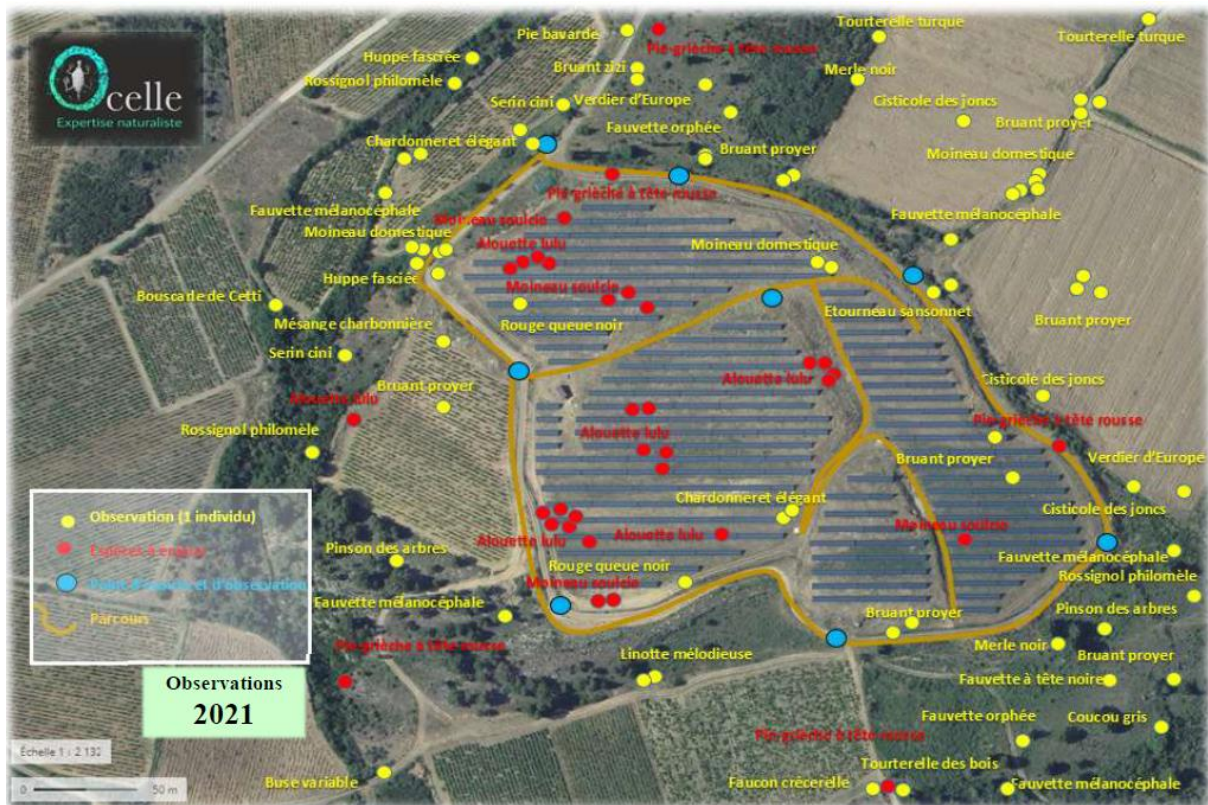 Ocelle
Expertise naturaliste
Pie bavarde
Pie-grièche à tête rousse
Tourterelle turque
Tourterelle turque
Huppe fasciée
Bruant zizi
Merle noir
Rossignol philomèle
Serin cini
Verdier d'Europe
Cisticole des joncs
Bruant proyer
Fauvette orphée
Chardonneret élégant
Bruant proyer
Moineau domestique
Pie-grièche à tête rousse
Fauvette mélanocéphale
Moineau soulcie
Fauvette mélanocéphale
Moineau domestique
Alouette lulu
Moineau domestique
Huppe fasciée
Moineau soulcie
Bouscarle de Cetti
Etourneau sansonnet
Bruant proyer
Mésange charbonnière
Rouge queue noir
Serin cini
Bruant proyer
Alouette lulu
Cisticole des joncs
Alouette lulu
Pie-grièche à tête rousse
Rossignol philomèle
Alouette lulu
Bruant proyer
Verdier d'Europe
Chardonneret élégant
Cisticole des joncs
Observation (1 individu)
Espèces à enjeux
Point d'écoute et d'observation
Parcours
Alouette lulu
Alouette lulu
Moineau soulcie
Pinson des arbres
Rouge queue noir
Fauvette mélanocéphale
Moineau soulcie
Rossignol philomèle
Fauvette mélanocéphale
Bruant proyer
Pinson des arbres
Pie-grièche à tête rousse
Merle noir
Bruant proyer
Linotte mélodieuse
Fauvette à tête noire
Observations
2021
Fauvette orphée
Coucou gris
Pie-grièche à tête rousse
Échelle 1 : 2 132
Tourterelle des bois
Buse variable
Faucon crécerelle
Fauvette mélanocéphale
0
50 m